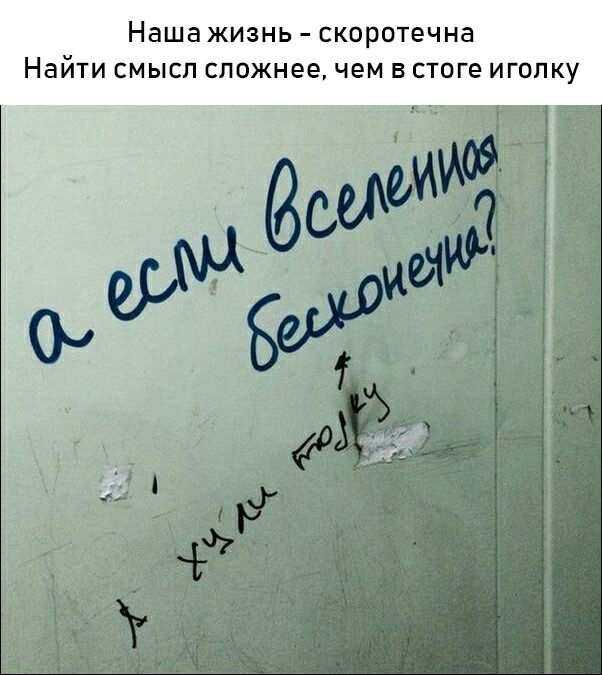 Наша жизнь - скоротечна
Найти смысл сложнее, чем в стоге иголку
а если Вселенная
бесконечна?
а хули толку